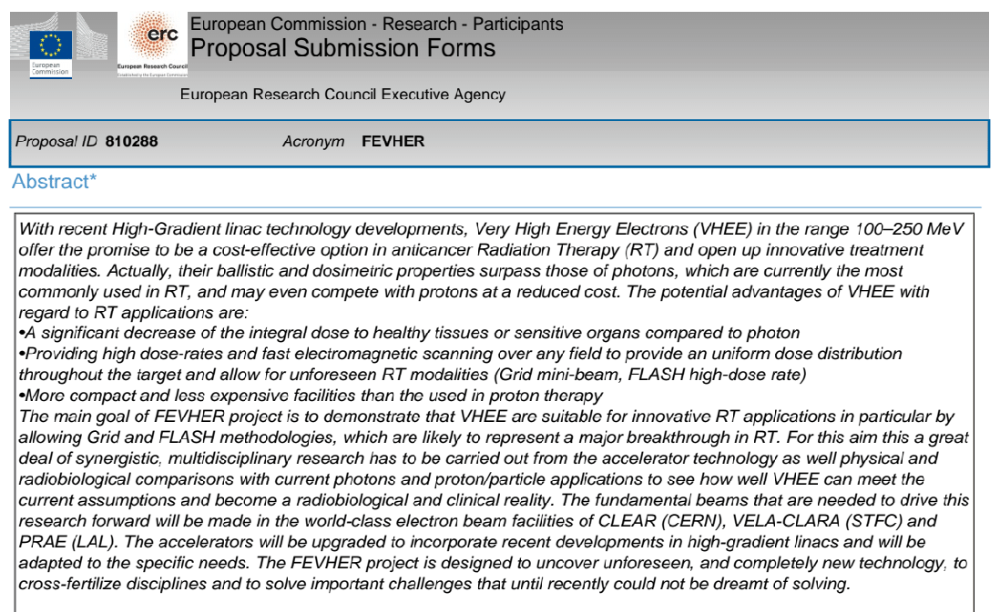 European Commission - Research - Participants
Proposal Submission Forms
erc
European Research Council
Established by the European Commission
European
Commission
European Research Council Executive Agency
Proposal ID 810288 Acronym FEVHER
Abstract*
With recent High-Gradient linac technology developments, Very High Energy Electrons (VHEE) in the range 100–250 MeV
offer the promise to be a cost-effective option in anticancer Radiation Therapy (RT) and open up innovative treatment
modalities. Actually, their ballistic and dosimetric properties surpass those of photons, which are currently the most
commonly used in RT, and may even compete with protons at a reduced cost. The potential advantages of VHEE with
regard to RT applications are:
•A significant decrease of the integral dose to healthy tissues or sensitive organs compared to photon
•Providing high dose-rates and fast electromagnetic scanning over any field to provide an uniform dose distribution
throughout the target and allow for unforeseen RT modalities (Grid mini-beam, FLASH high-dose rate)
•More compact and less expensive facilities than the used in proton therapy
The main goal of FEVHER project is to demonstrate that VHEE are suitable for innovative RT applications in particular by
allowing Grid and FLASH methodologies, which are likely to represent a major breakthrough in RT. For this aim this a great
deal of synergistic, multidisciplinary research has to be carried out from the accelerator technology as well physical and
radiobiological comparisons with current photons and proton/particle applications to see how well VHEE can meet the
current assumptions and become a radiobiological and clinical reality. The fundamental beams that are needed to drive this
research forward will be made in the world-class electron beam facilities of CLEAR (CERN), VELA-CLARA (STFC) and
PRAE (LAL). The accelerators will be upgraded to incorporate recent developments in high-gradient linacs and will be
adapted to the specific needs. The FEVHER project is designed to uncover unforeseen, and completely new technology, to
cross-fertilize disciplines and to solve important challenges that until recently could not be dreamt of solving.